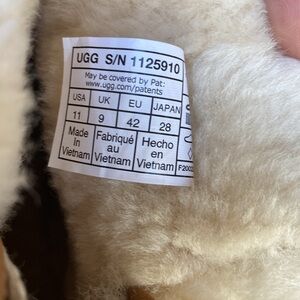 UGG S/N 1125910
May be covered by Pat:
www.ugg.com/patents
USA UK EU JAPAN
11 9 42 28
Made in Vietnam
Fabriqué au Vietnam
Hecho en Vietnam